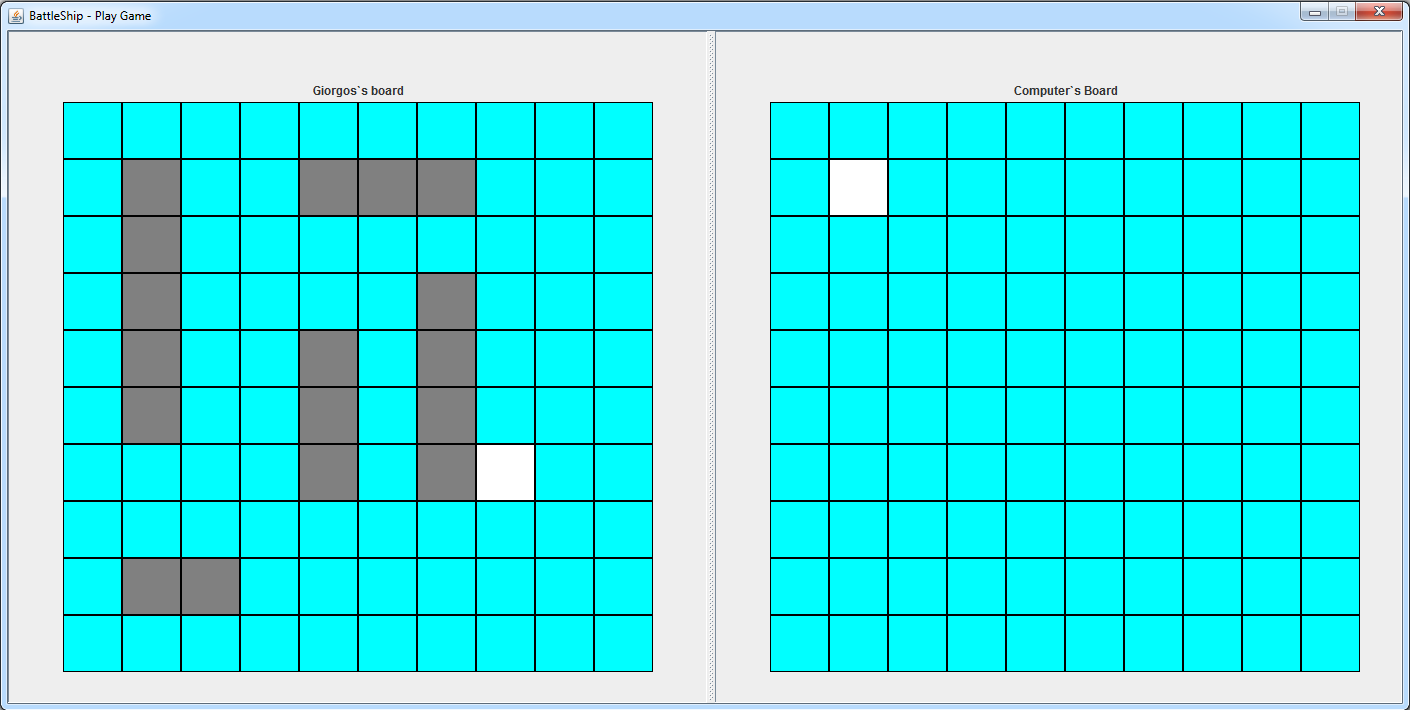 BattleShip - Play Game
Giorgos`s board
Computer`s Board